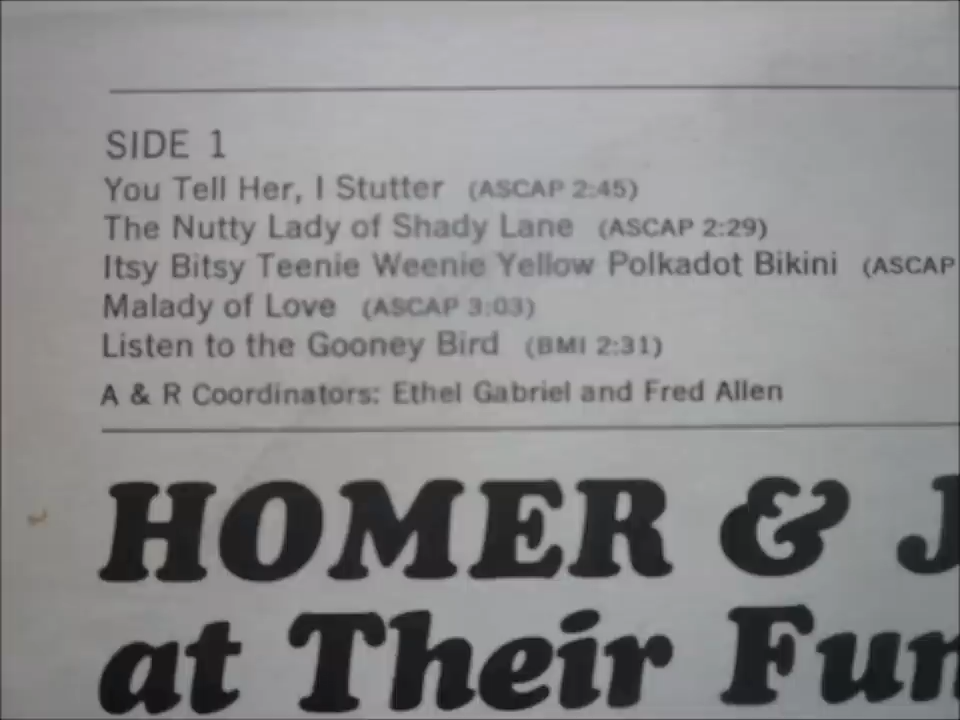 SIDE 1
You Tell Her, I Stutter (ASCAP 2:45)
The Nutty Lady of Shady Lane (ASCAP 2:29)
Itsy Bitsy Teenie Weenie Yellow Polkadot Bikini (ASCAP
Malady of Love (ASCAP 3:03)
Listen to the Gooney Bird (BMI 2:31)
A & R Coordinators: Ethel Gabriel and Fred Allen
HOMER & J
at Their Fun